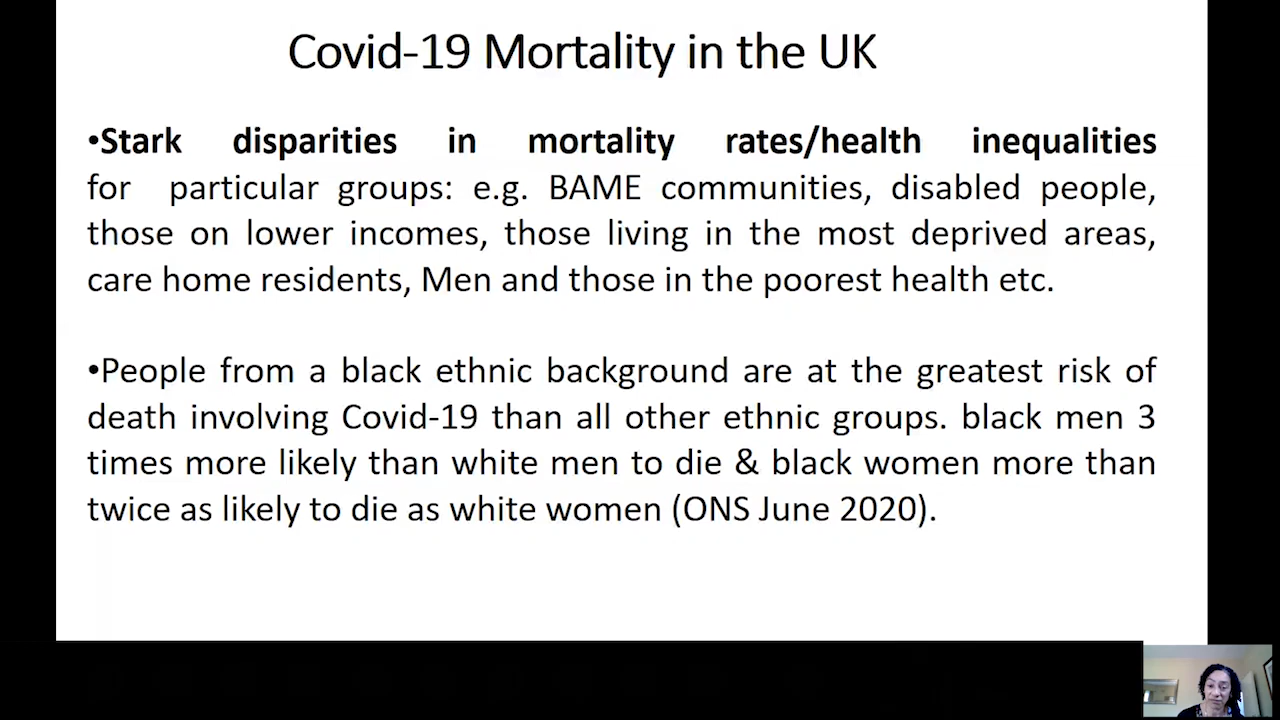 Covid-19 Mortality in the UK
•Stark disparities in mortality rates/health inequalities
for particular groups: e.g. BAME communities, disabled people,
those on lower incomes, those living in the most deprived areas,
care home residents, Men and those in the poorest health etc.
•People from a black ethnic background are at the greatest risk of
death involving Covid-19 than all other ethnic groups. black men 3
times more likely than white men to die & black women more than
twice as likely to die as white women (ONS June 2020).